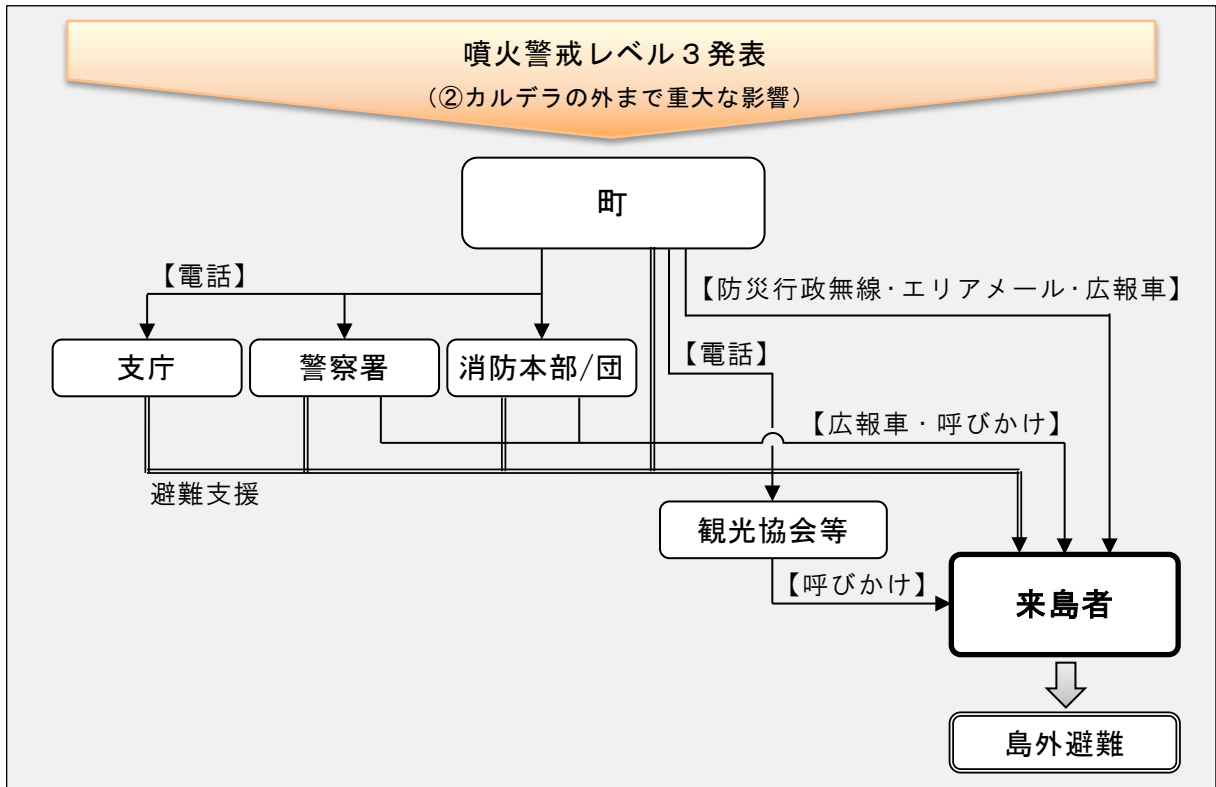 噴火警戒レベル３発表
（②カルデラの外まで重大な影響）
町
【電話】
【防災行政無線・エリアメール・広報車】
支庁
警察署
消防本部/団
【電話】
【広報車・呼びかけ】
避難支援
観光協会等
【呼びかけ】
来島者
島外避難